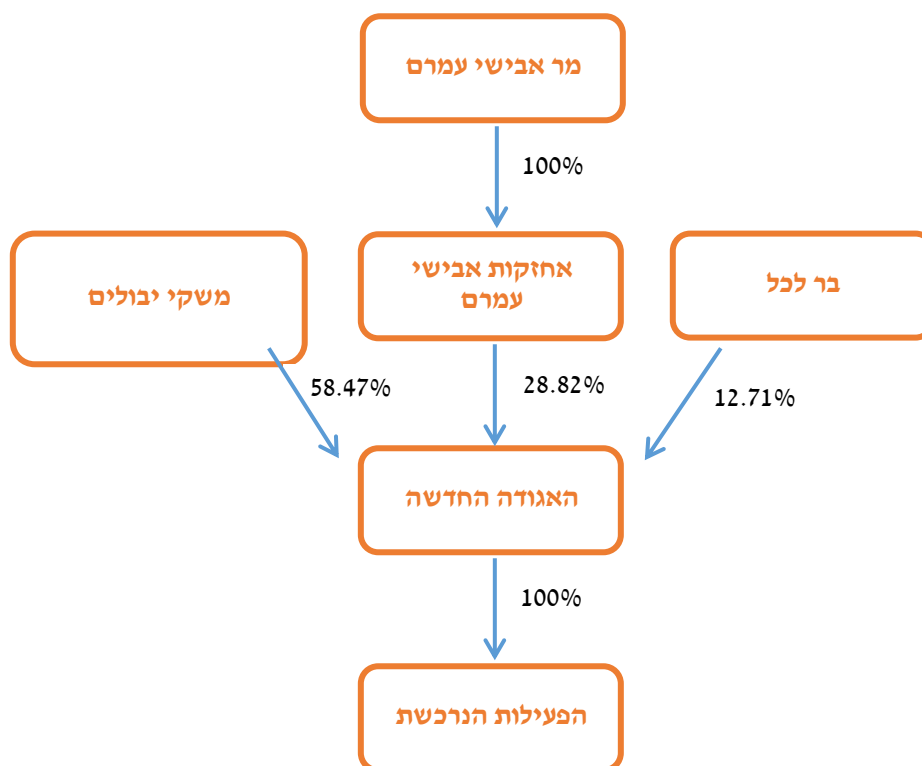 מר אבישי עמרם
100%
בר לכל
אחזקות אבישי
עמרם
משקי יבולים
12.71%
28.82%
58.47%
האגודה החדשה
100%
הפעילות הנרכשת